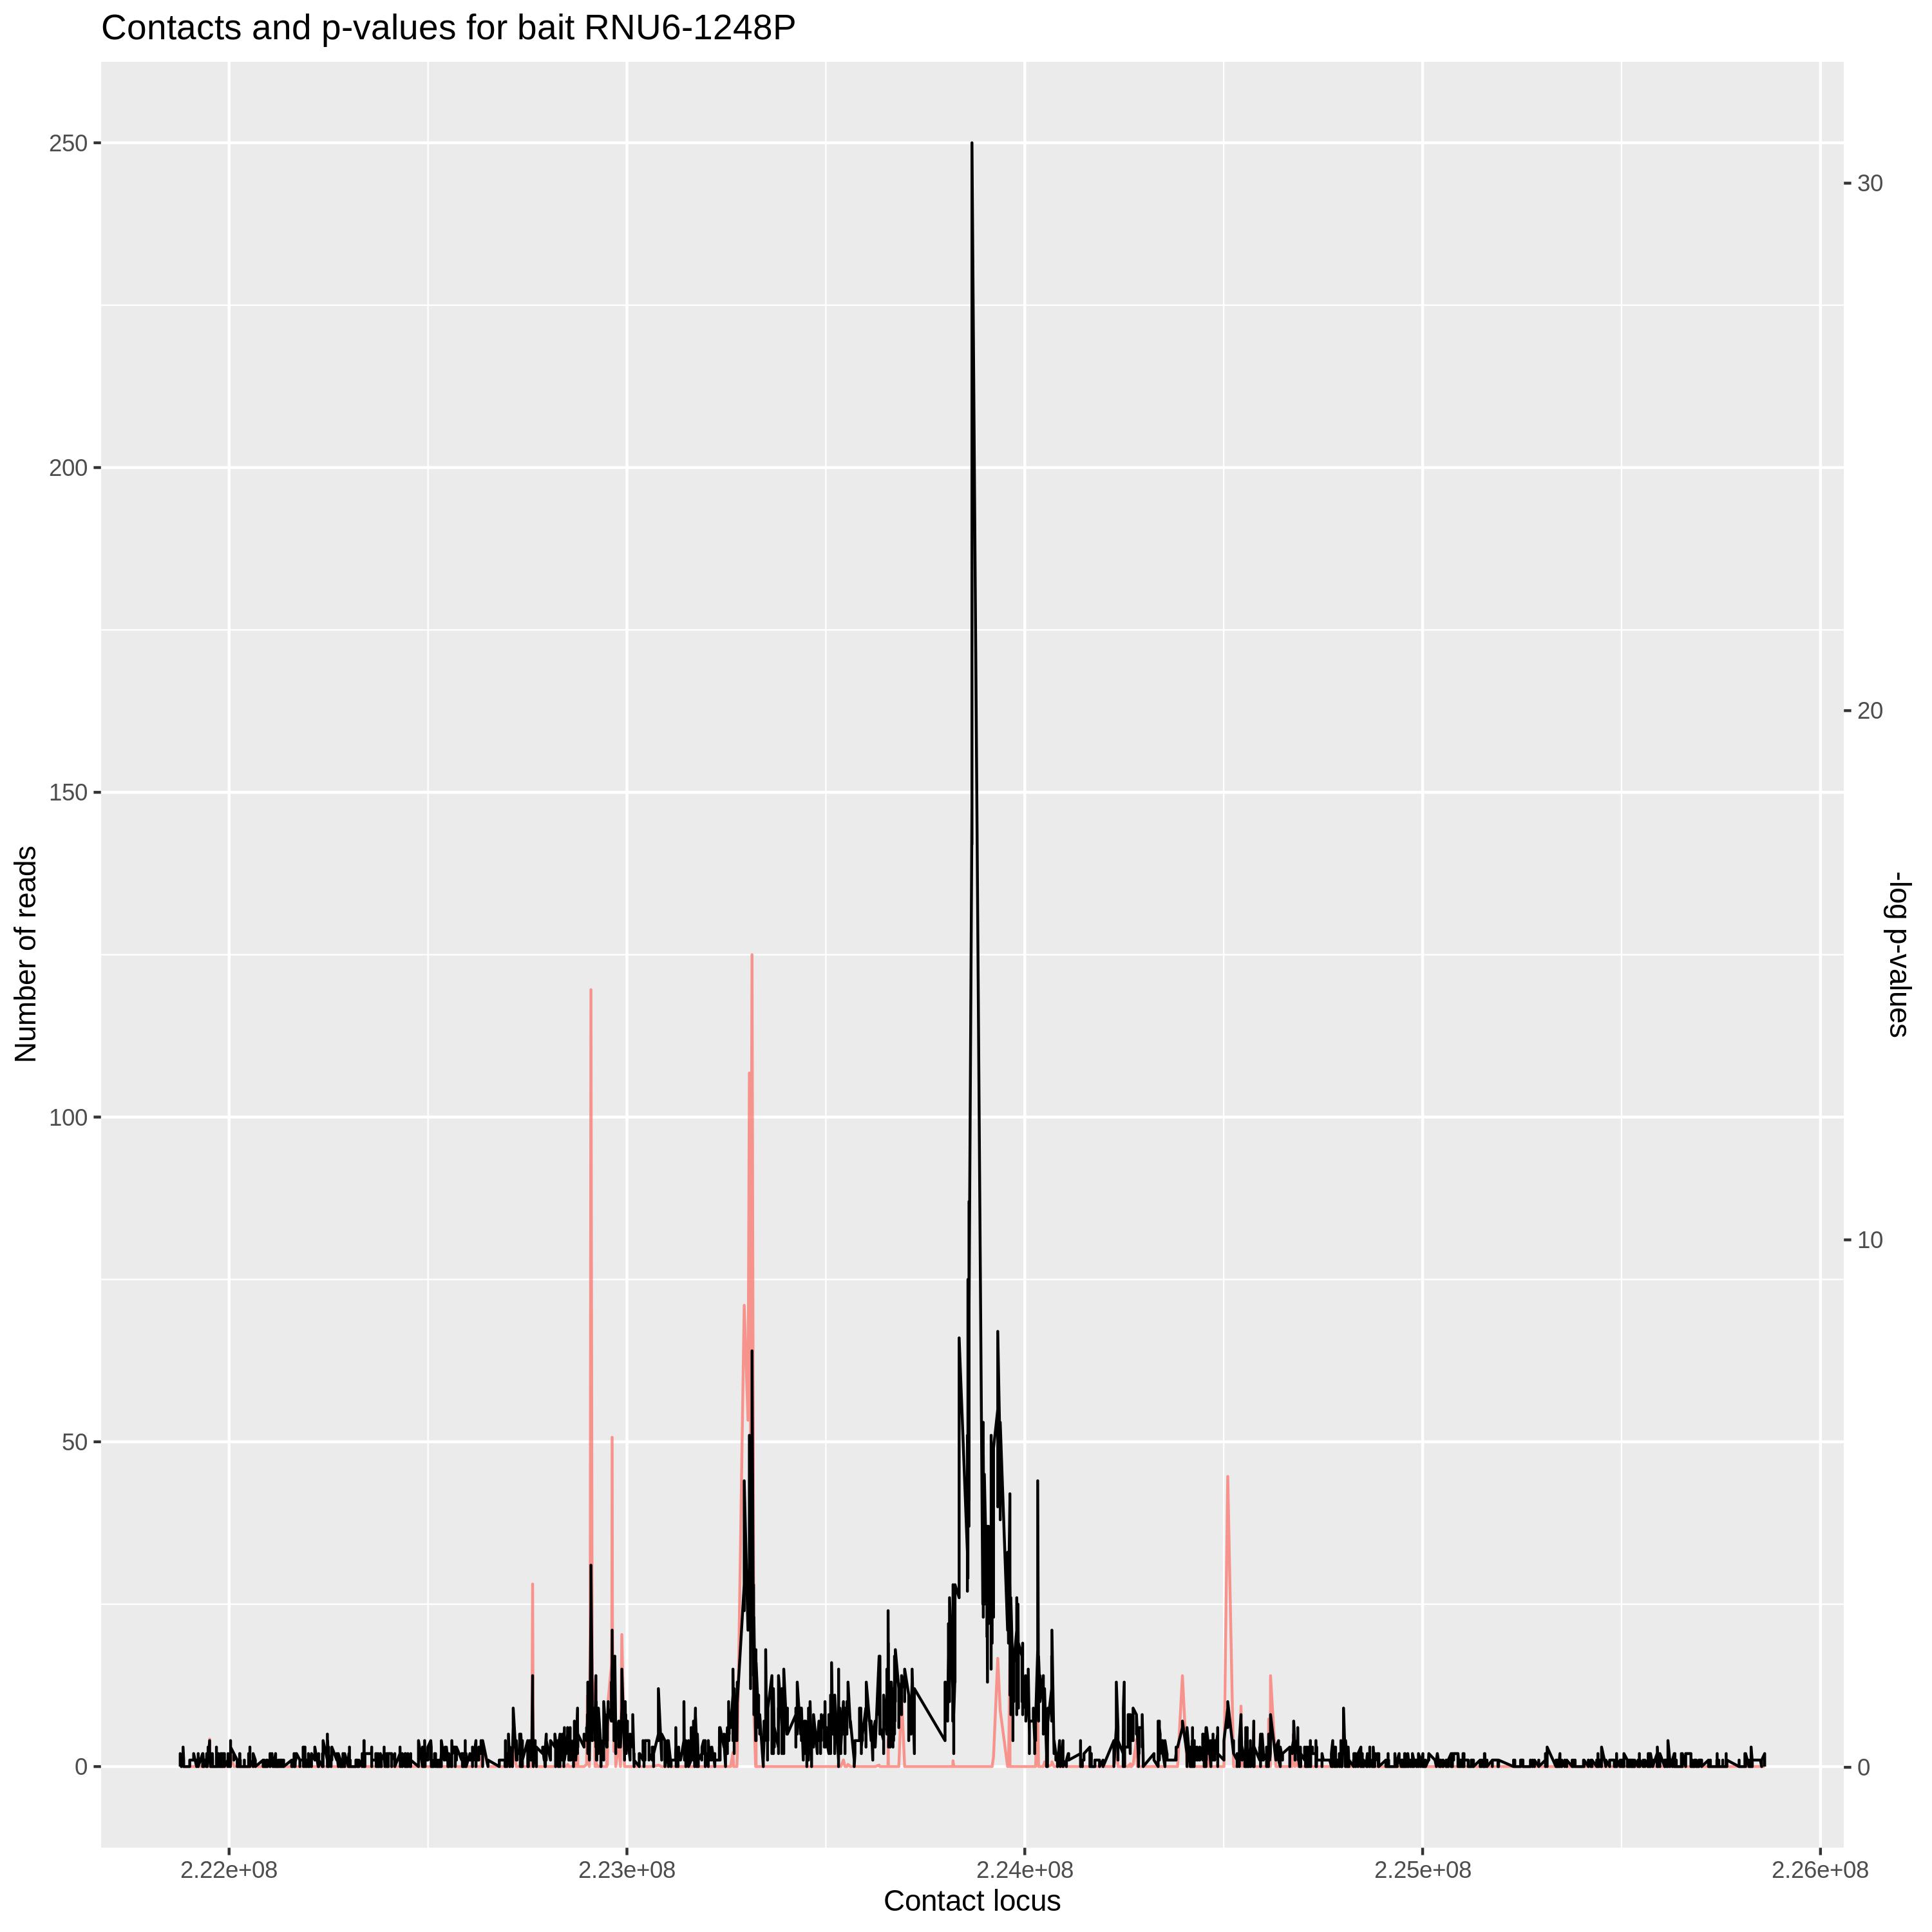 Contacts and p-values for bait RNU6-1248P
250
200
150
100
50
0
Number of reads
30
20
10
0
-log p-values
2.22e+08
2.23e+08
2.24e+08
2.25e+08
2.26e+08
Contact locus